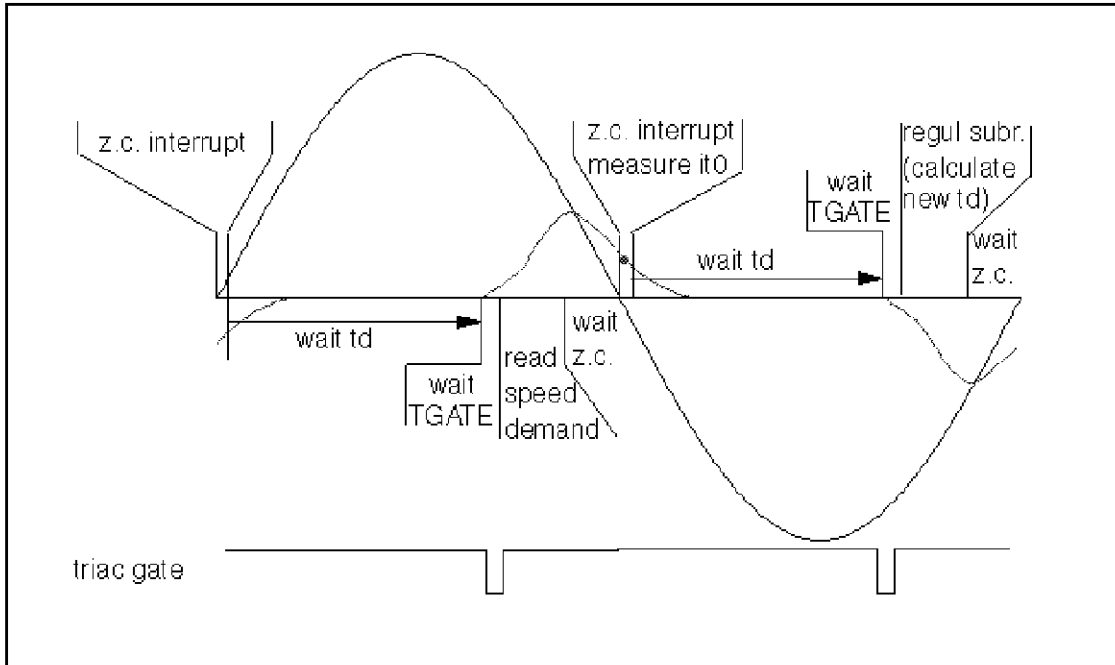 z.c. interrupt
z.c. interrupt
measure it0
regul subr.
(calculate
new td)
wait
TGATE
wait
z.c.
wait td
wait td
wait
z.c.
read
speed
demand
wait
TGATE
triac gate